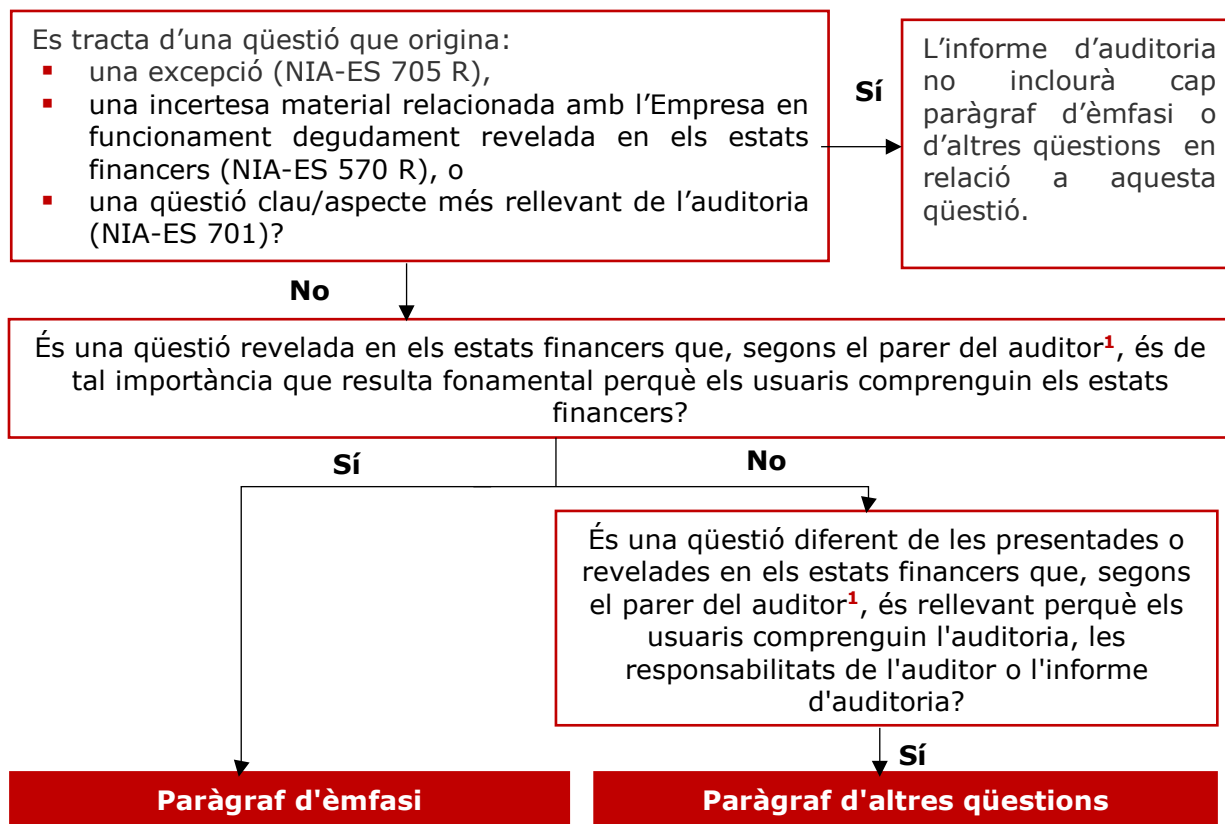 Es tracta d’una qüestió que origina:
▪ una excepció (NIA-ES 705 R),
▪ una incertesa material relacionada amb l’Empresa en
funcionament degudament revelada en els estats
financers (NIA-ES 570 R), o
▪ una qüestió clau/aspecte més rellevant de l’auditoria
(NIA-ES 701)?
Sí
L’informe d’auditoria
no inclourà cap
paràgraf d’èmfasi o
d’altres qüestions en
relació a aquesta
qüestió.
No
És una qüestió revelada en els estats financers que, segons el parer del auditor¹, és de
tal importància que resulta fonamental perquè els usuaris comprenguin els estats
financers?
Sí
No
És una qüestió diferent de les presentades o
revelades en els estats financers que, segons
el parer del auditor¹, és rellevant perquè els
usuaris comprenguin l'auditoria, les
responsabilitats de l'auditor o l'informe
d'auditoria?
Sí
Paràgraf d'èmfasi
Paràgraf d'altres qüestions